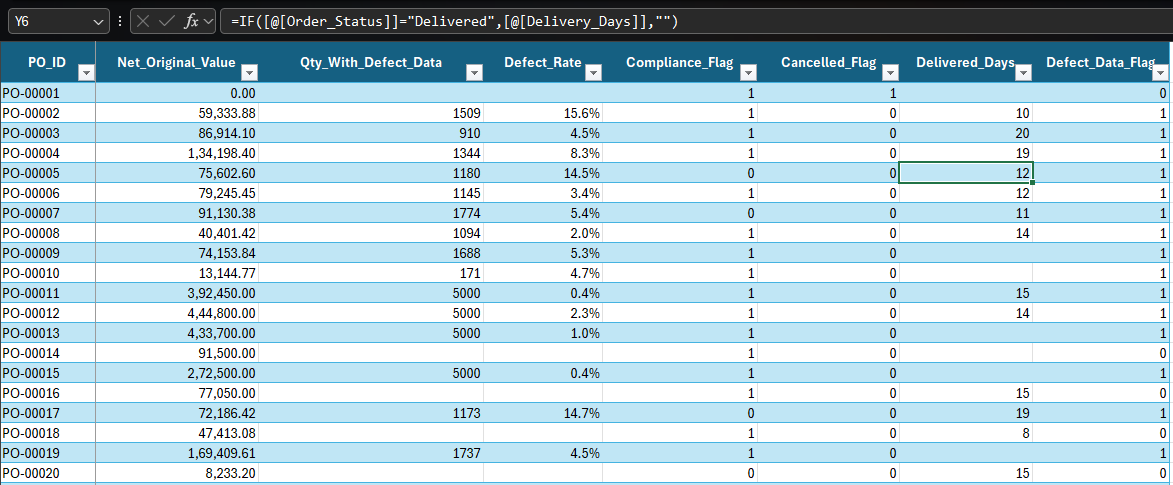 Y6 fx =IF([@[Order_Status]]="Delivered",[@[Delivery_Days]],"")
PO_ID Net_Original_Value Qty_With_Defect_Data Defect_Rate Compliance_Flag Cancelled_Flag Delivered_Days Defect_Data_Flag
PO-00001 0.00 1 1 0
PO-00002 59,333.88 1509 15.6% 1 0 10 1
PO-00003 86,914.10 910 4.5% 1 0 20 1
PO-00004 1,34,198.40 1344 8.3% 1 0 19 1
PO-00005 75,602.60 1180 14.5% 0 0 12 1
PO-00006 79,245.45 1145 3.4% 1 0 12 1
PO-00007 91,130.38 1774 5.4% 0 0 11 1
PO-00008 40,401.42 1094 2.0% 1 0 14 1
PO-00009 74,153.84 1688 5.3% 1 0 1
PO-00010 13,144.77 171 4.7% 1 0 1
PO-00011 3,92,450.00 5000 0.4% 1 0 15 1
PO-00012 4,44,800.00 5000 2.3% 1 0 14 1
PO-00013 4,33,700.00 5000 1.0% 1 0 1
PO-00014 91,500.00 1 0 0
PO-00015 2,72,500.00 5000 0.4% 1 0 1
PO-00016 77,050.00 1 0 15 0
PO-00017 72,186.42 1173 14.7% 0 0 19 1
PO-00018 47,413.08 1 0 8 0
PO-00019 1,69,409.61 1737 4.5% 1 0 1
PO-00020 8,233.20 0 0 15 0